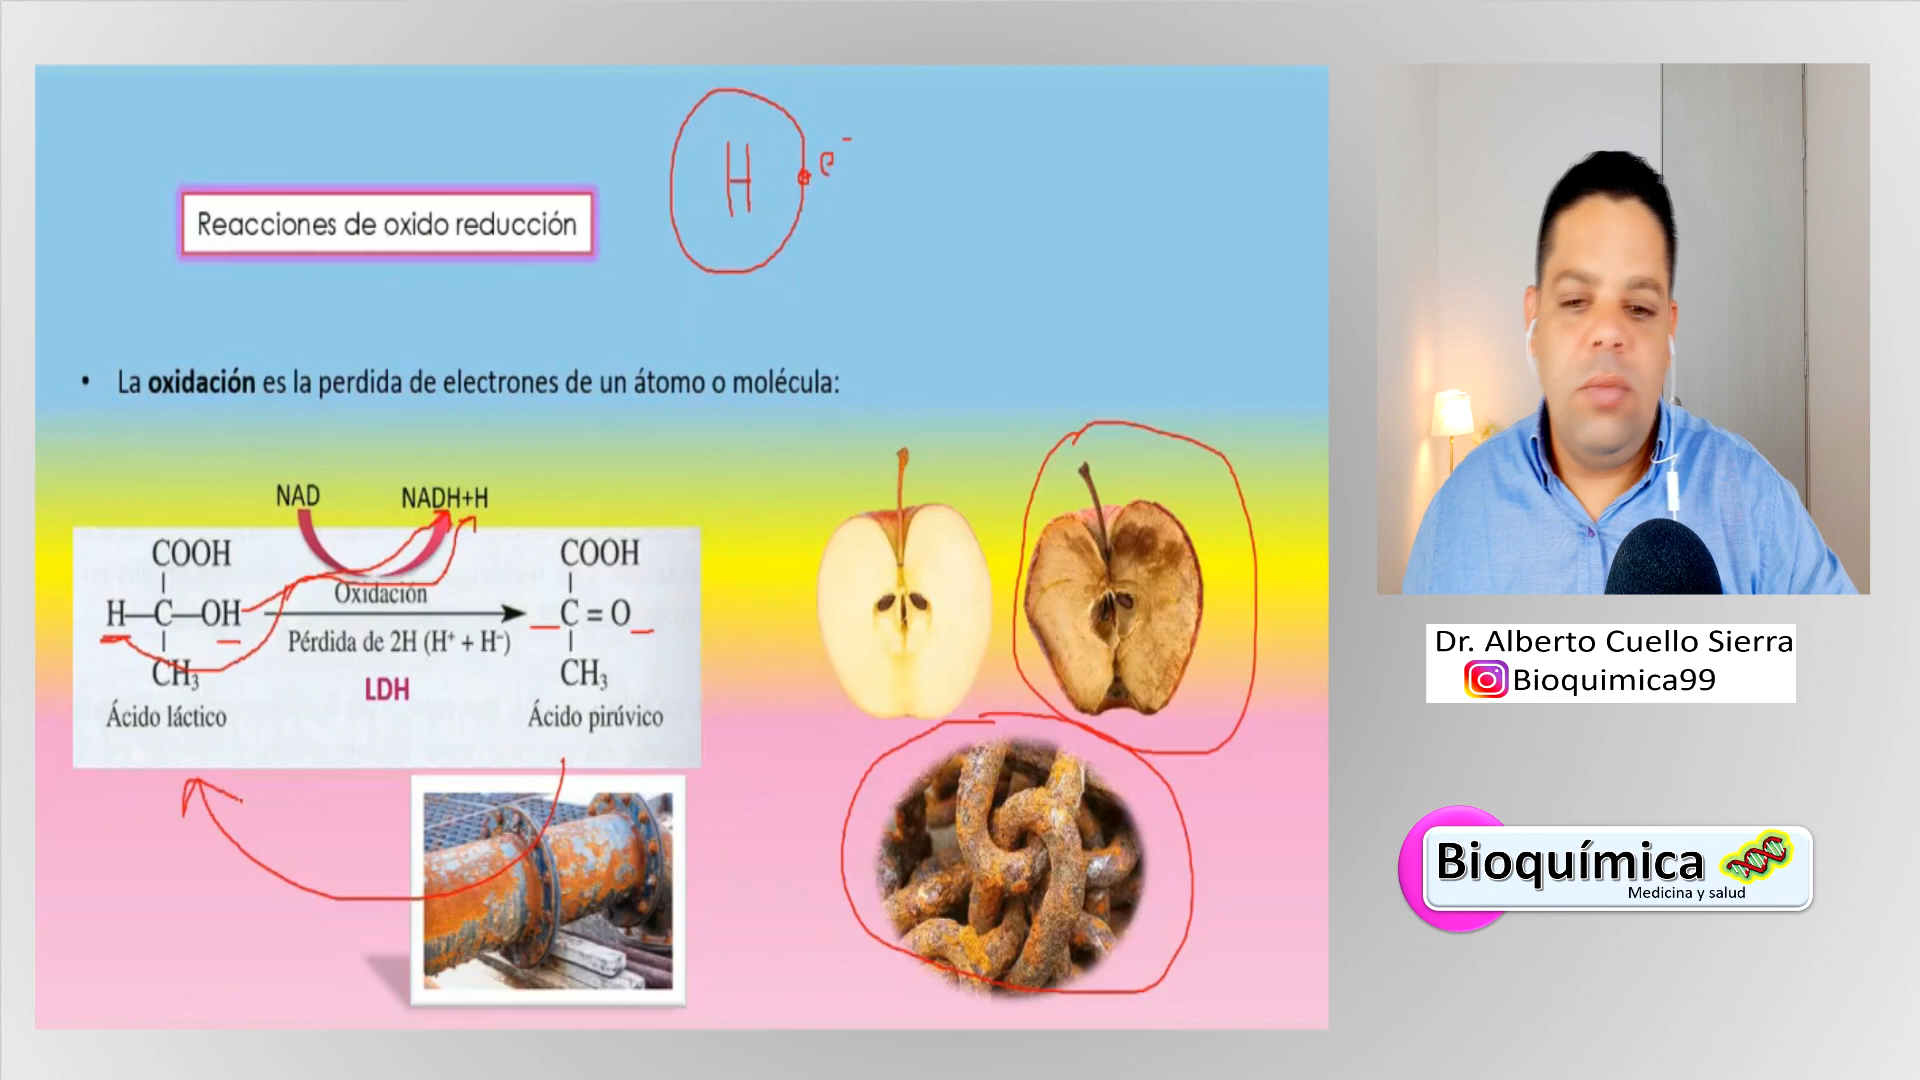 H e-
Reacciones de oxido reducción
• La oxidación es la perdida de electrones de un átomo o molécula:
NAD NADH+H
COOH COOH
Oxidación
H—C—OH C = O
Pérdida de 2H (H⁺ + H⁻)
CH₃ CH₃
LDH
Ácido láctico Ácido pirúvico
Dr. Alberto Cuello Sierra
Bioquimica99
Bioquímica
Medicina y salud